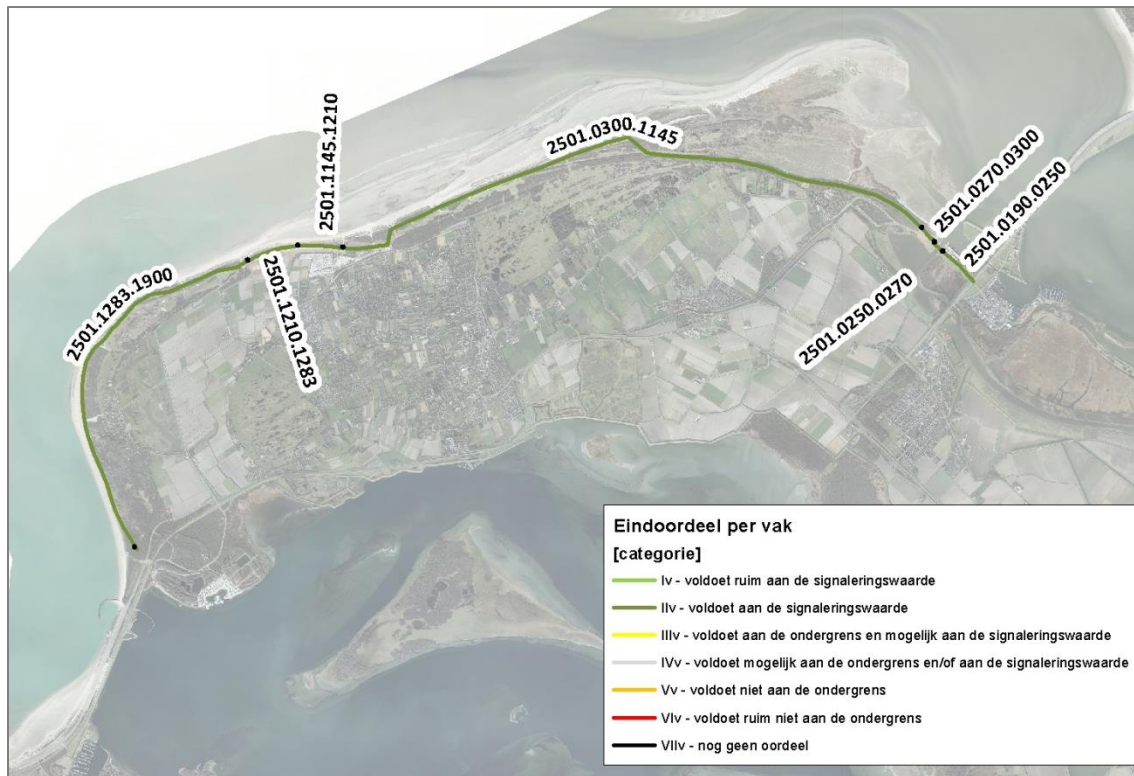 2501.1145.1210
2501.0300.1145
2501.0270.0300
2501.0190.0250
2501.1283.1900
2501.1210.1283
2501.0250.0270
Eindoordeel per vak
[categorie]
Iv - voldoet ruim aan de signaleringswaarde
IIv - voldoet aan de signaleringswaarde
IIIv - voldoet aan de ondergrens en mogelijk aan de signaleringswaarde
IVv - voldoet mogelijk aan de ondergrens en/of aan de signaleringswaarde
Vv - voldoet niet aan de ondergrens
VIv - voldoet ruim niet aan de ondergrens
VIIv - nog geen oordeel